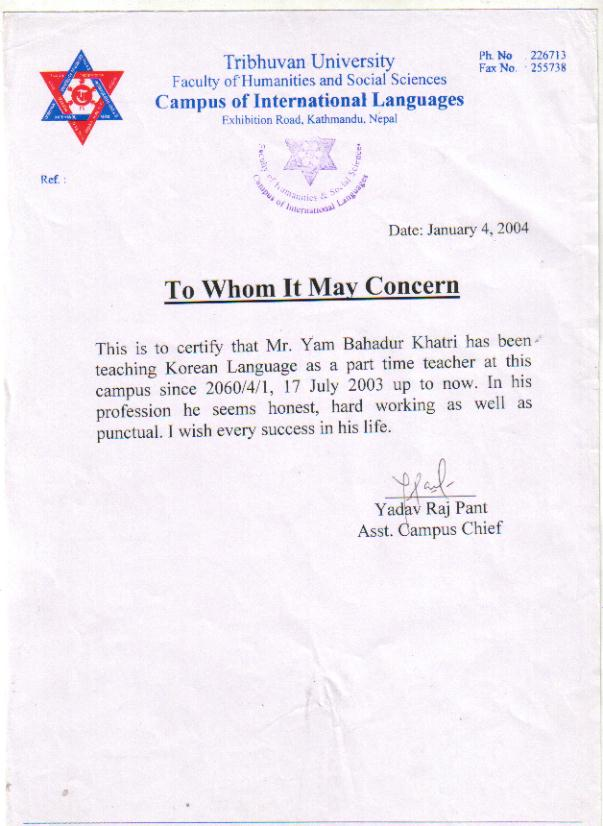 Tribhuvan University
Faculty of Humanities and Social Sciences
Campus of International Languages
Exhibition Road, Kathmandu, Nepal
Ph. No . 226713
Fax No. · 255738
Faculty of Humanities & Social Sciences
Campus of International Languages
Ref. :
Date: January 4, 2004
To Whom It May Concern
This is to certify that Mr. Yam Bahadur Khatri has been
teaching Korean Language as a part time teacher at this
campus since 2060/4/1, 17 July 2003 up to now. In his
profession he seems honest, hard working as well as
punctual. I wish every success in his life.
Yadav Raj Pant
Asst. Campus Chief